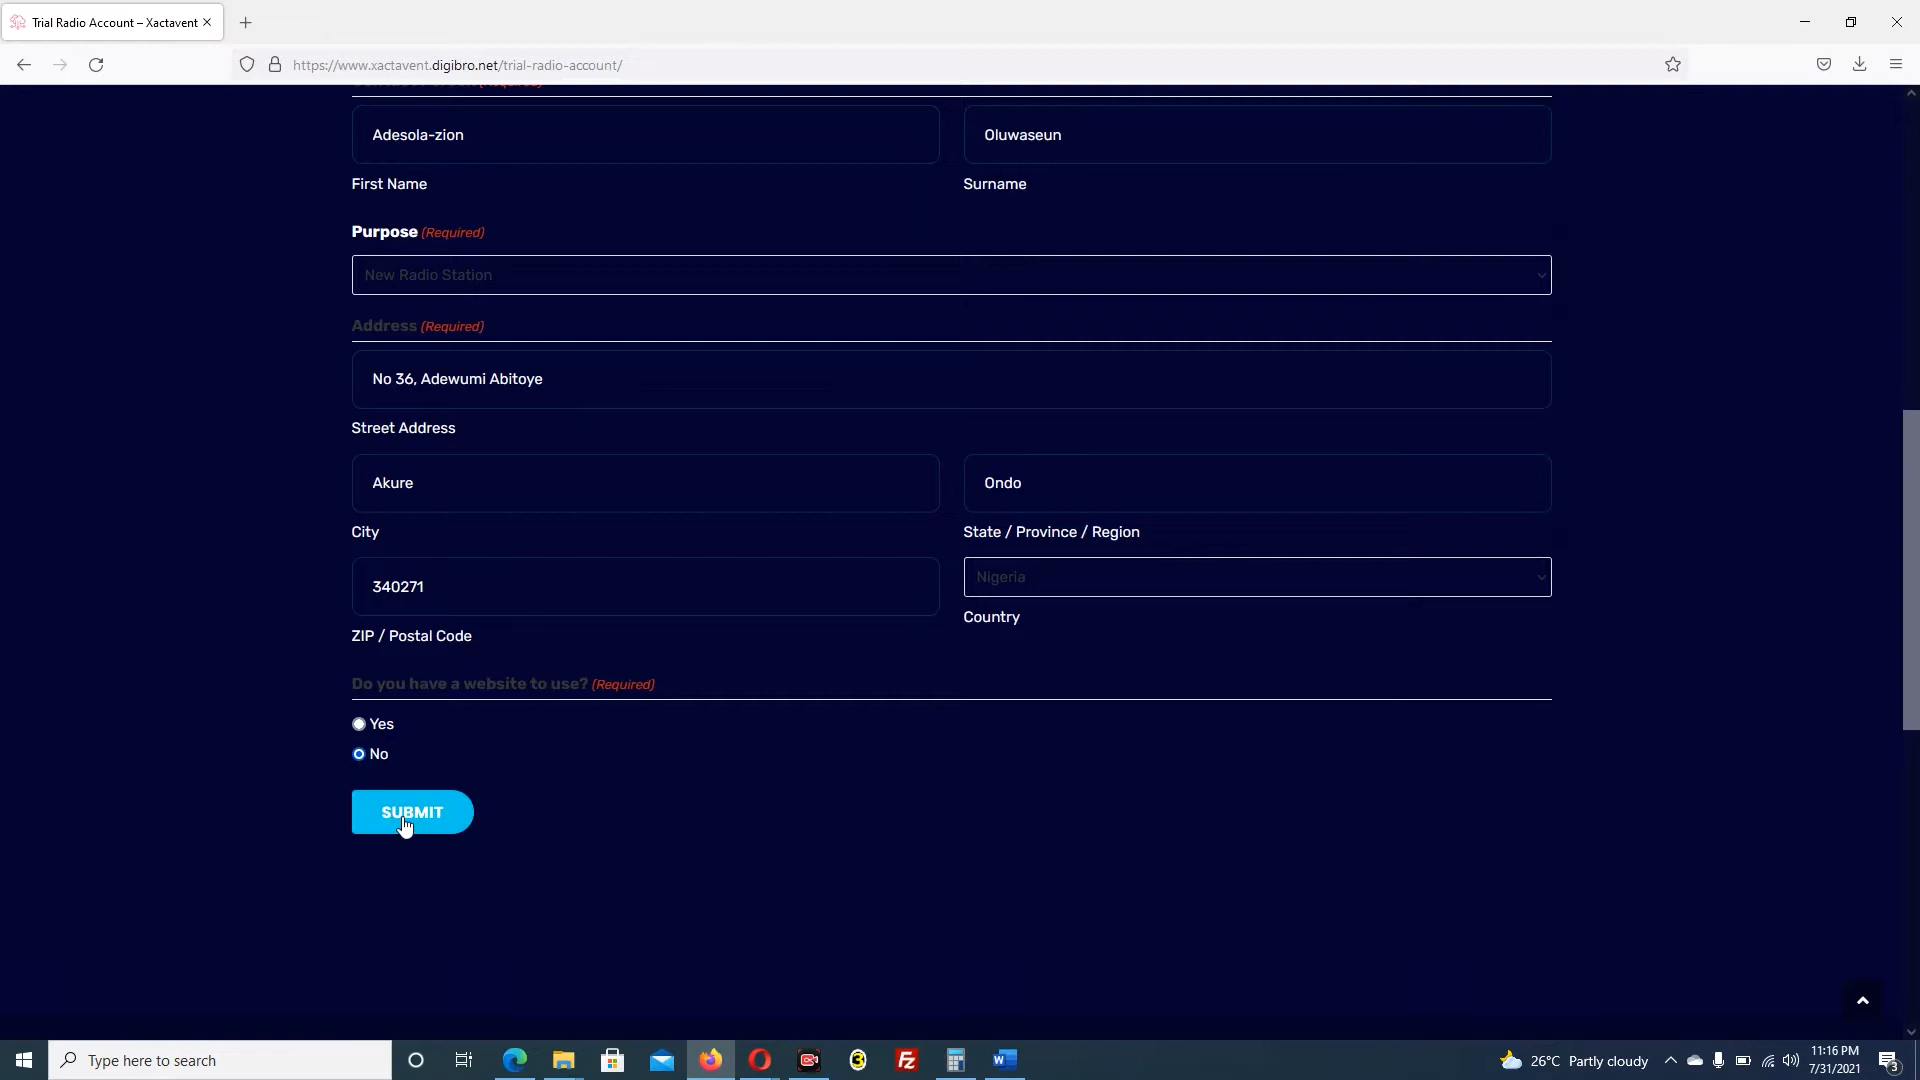 Trial Radio Account – Xactavent
https://www.xactavent.digibro.net/trial-radio-account/
Adesola-zion
Oluwaseun
First Name
Surname
Purpose (Required)
New Radio Station
Address (Required)
No 36, Adewumi Abitoye
Street Address
Akure
Ondo
City
State / Province / Region
340271
Nigeria
ZIP / Postal Code
Country
Do you have a website to use? (Required)
Yes
No
SUBMIT
Type here to search
26°C Partly cloudy
11:16 PM
7/31/2021
3